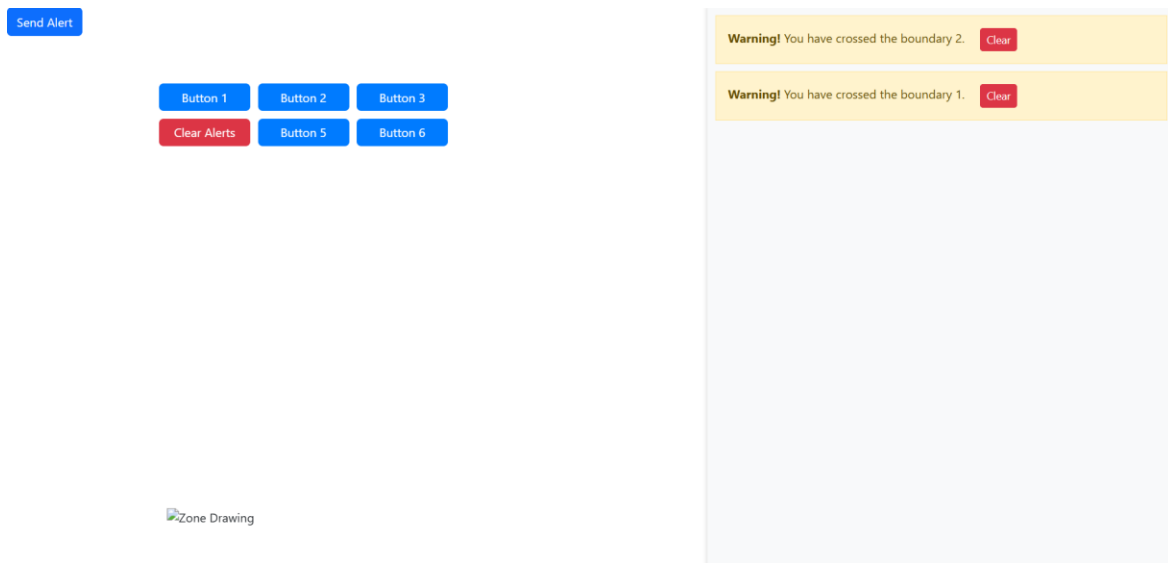 Send Alert
Button 1 Button 2 Button 3
Clear Alerts Button 5 Button 6
Zone Drawing
Warning! You have crossed the boundary 2. Clear
Warning! You have crossed the boundary 1. Clear